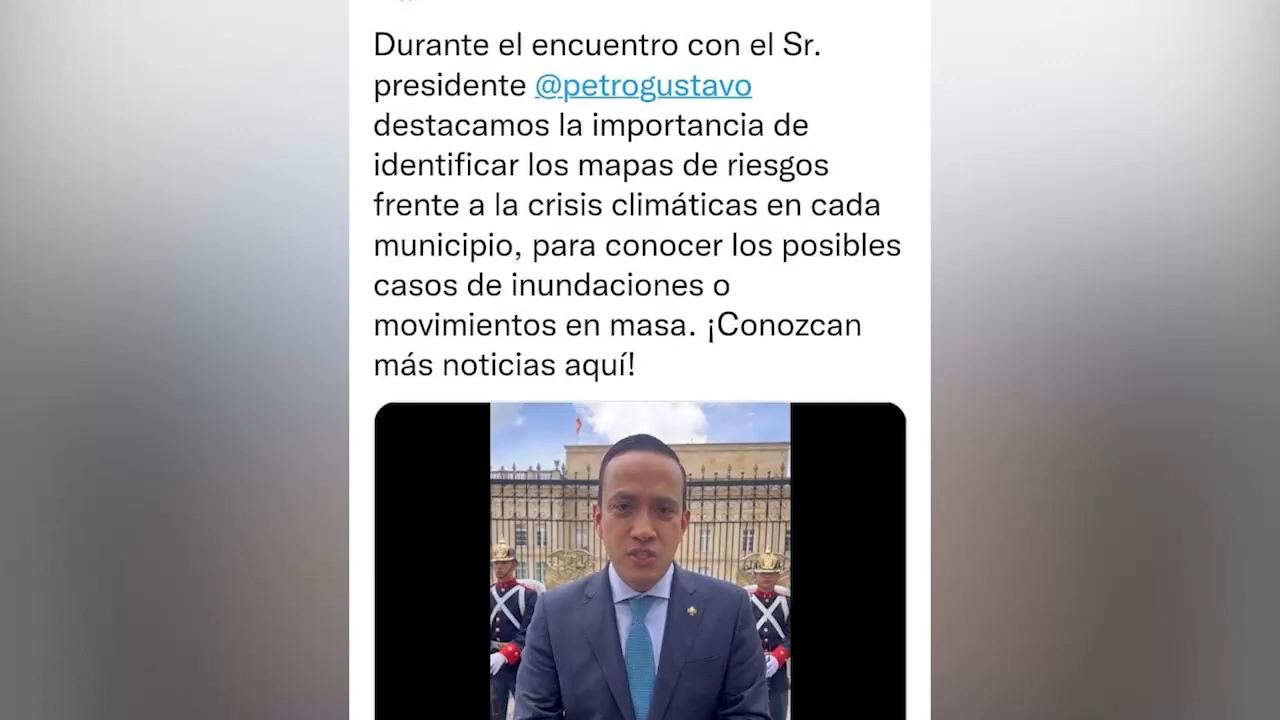 Durante el encuentro con el Sr.
presidente @petrogustavo
destacamos la importancia de
identificar los mapas de riesgos
frente a la crisis climáticas en cada
municipio, para conocer los posibles
casos de inundaciones o
movimientos en masa. ¡Conozcan
más noticias aquí!